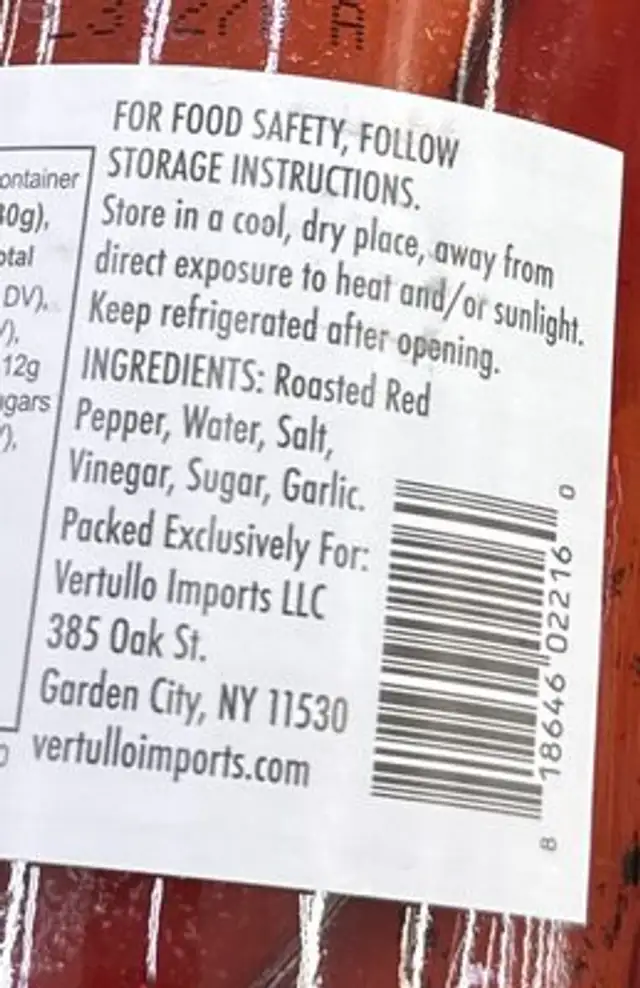 FOR FOOD SAFETY, FOLLOW
STORAGE INSTRUCTIONS.
Store in a cool, dry place, away from
direct exposure to heat and/or sunlight.
Keep refrigerated after opening.
INGREDIENTS: Roasted Red
Pepper, Water, Salt,
Vinegar, Sugar, Garlic.
Packed Exclusively For:
Vertullo Imports LLC
385 Oak St.
Garden City, NY 11530
vertulloimports.com
12g
DV),
8 18646 02216 0